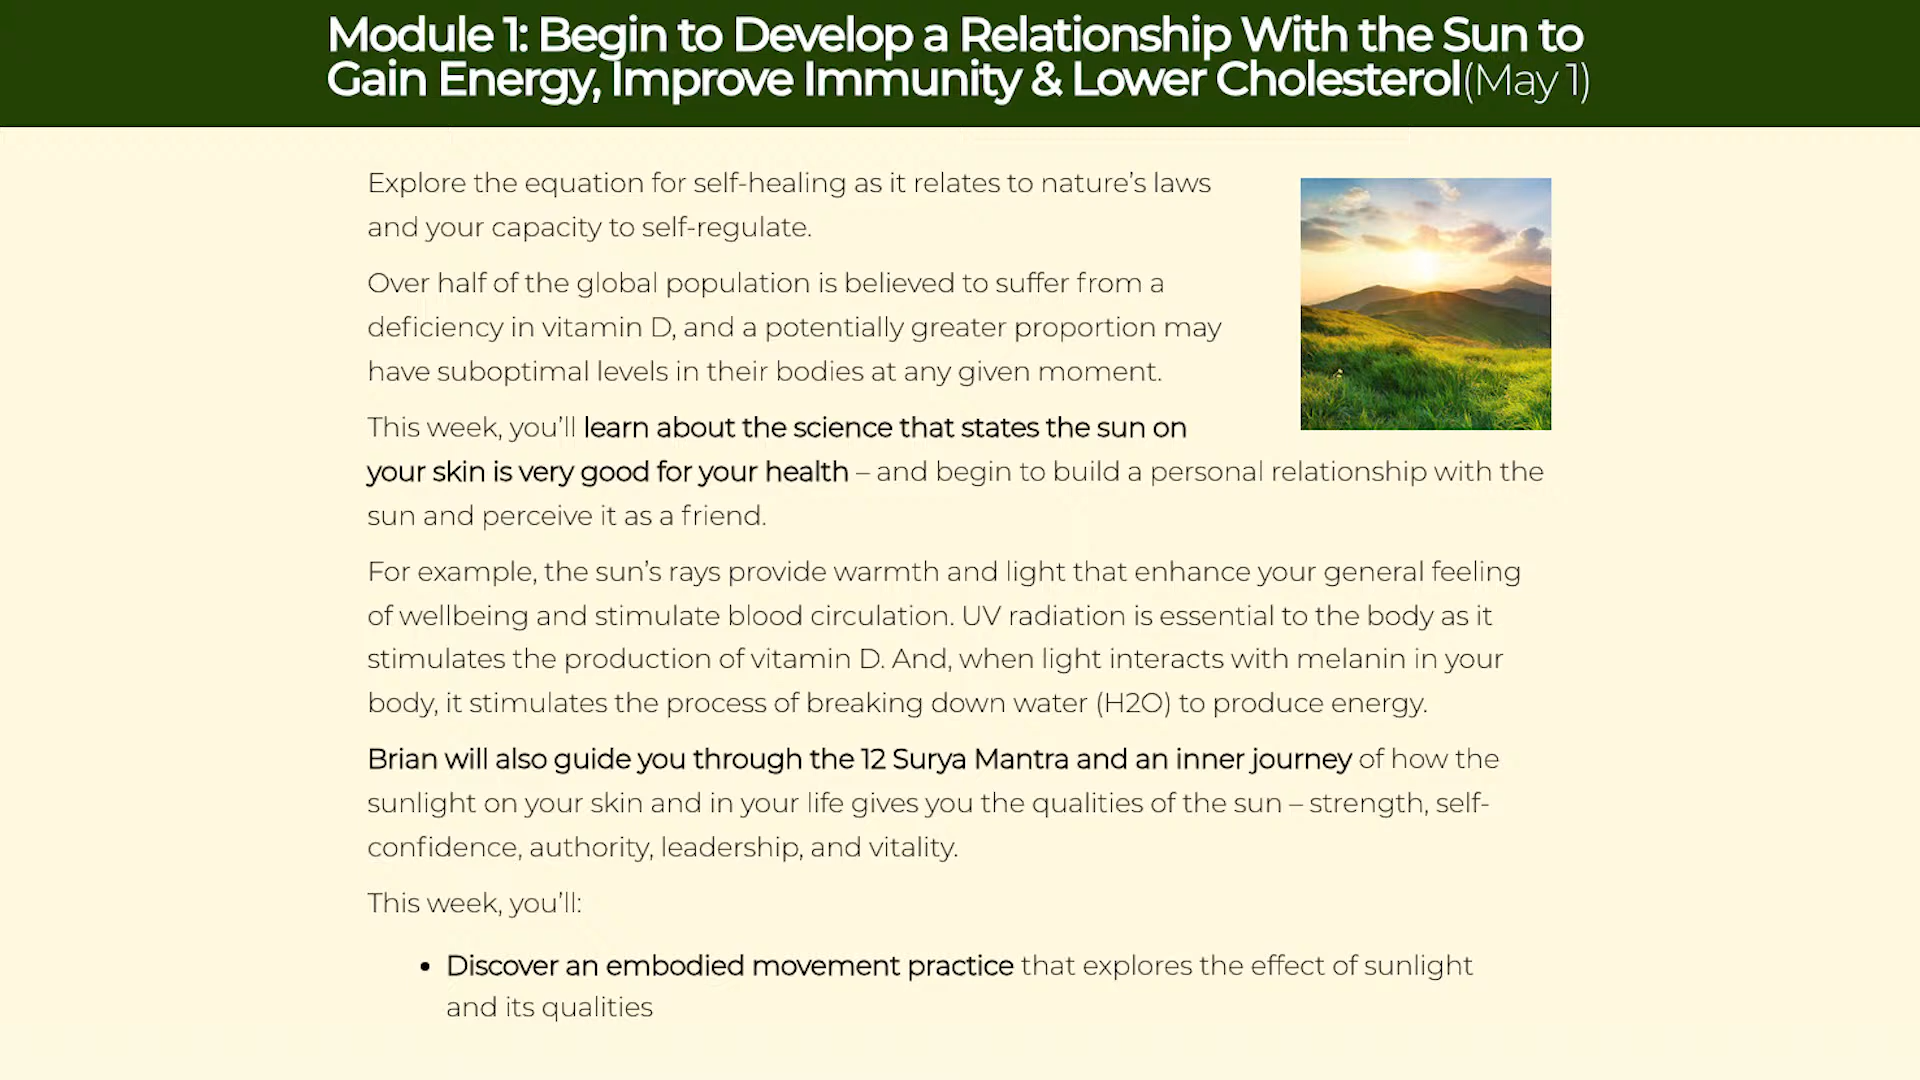 Module 1: Begin to Develop a Relationship With the Sun to
Gain Energy, Improve Immunity & Lower Cholesterol(May 1)
Explore the equation for self-healing as it relates to nature’s laws
and your capacity to self-regulate.
Over half of the global population is believed to suffer from a
deficiency in vitamin D, and a potentially greater proportion may
have suboptimal levels in their bodies at any given moment.
This week, you’ll learn about the science that states the sun on
your skin is very good for your health – and begin to build a personal relationship with the
sun and perceive it as a friend.
For example, the sun’s rays provide warmth and light that enhance your general feeling
of wellbeing and stimulate blood circulation. UV radiation is essential to the body as it
stimulates the production of vitamin D. And, when light interacts with melanin in your
body, it stimulates the process of breaking down water (H2O) to produce energy.
Brian will also guide you through the 12 Surya Mantra and an inner journey of how the
sunlight on your skin and in your life gives you the qualities of the sun – strength, self-
confidence, authority, leadership, and vitality.
This week, you’ll:
• Discover an embodied movement practice that explores the effect of sunlight
and its qualities